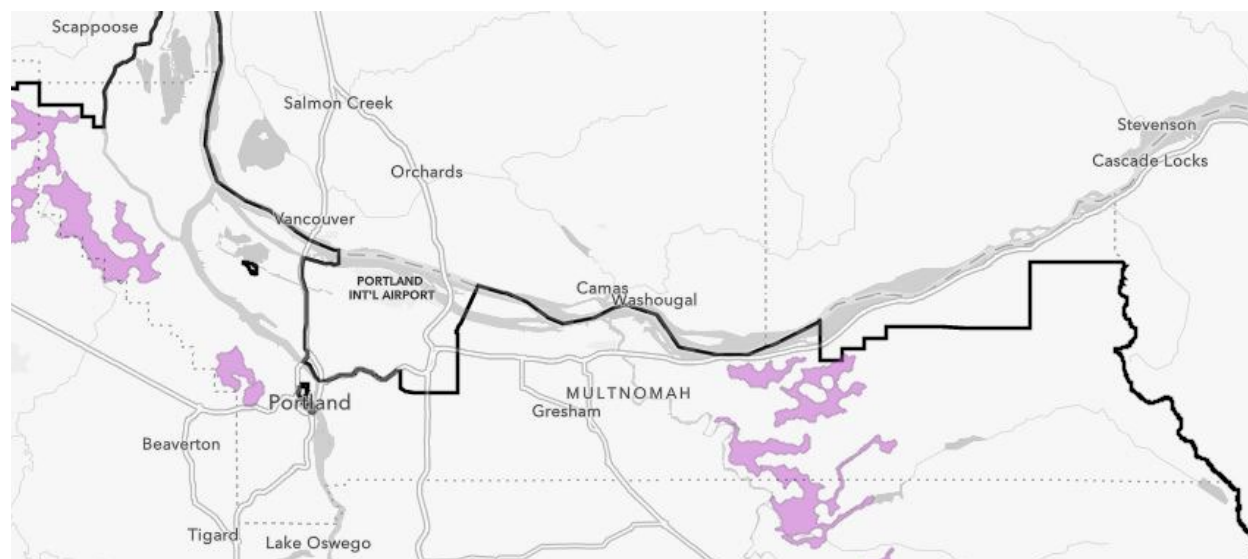 Scappoose
Salmon Creek
Stevenson
Cascade Locks
Orchards
Vancouver
PORTLAND
INT'L AIRPORT
Camas
Washougal
MULTNOMAH
Portland
Gresham
Beaverton
Tigard
Lake Oswego